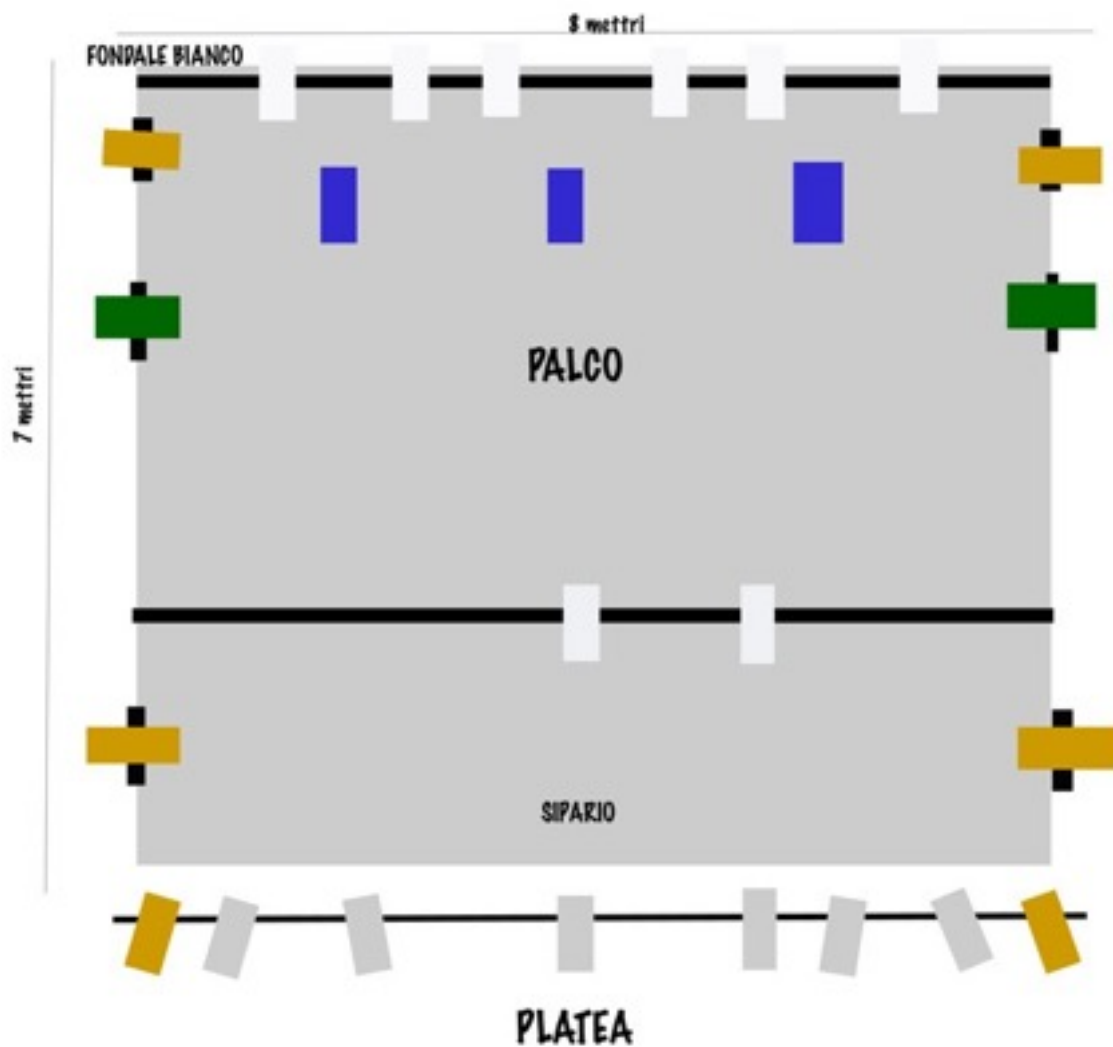 8 mettri
FONDALE BIANCO
7 mettri
PALCO
SIPARIO
PLATEA